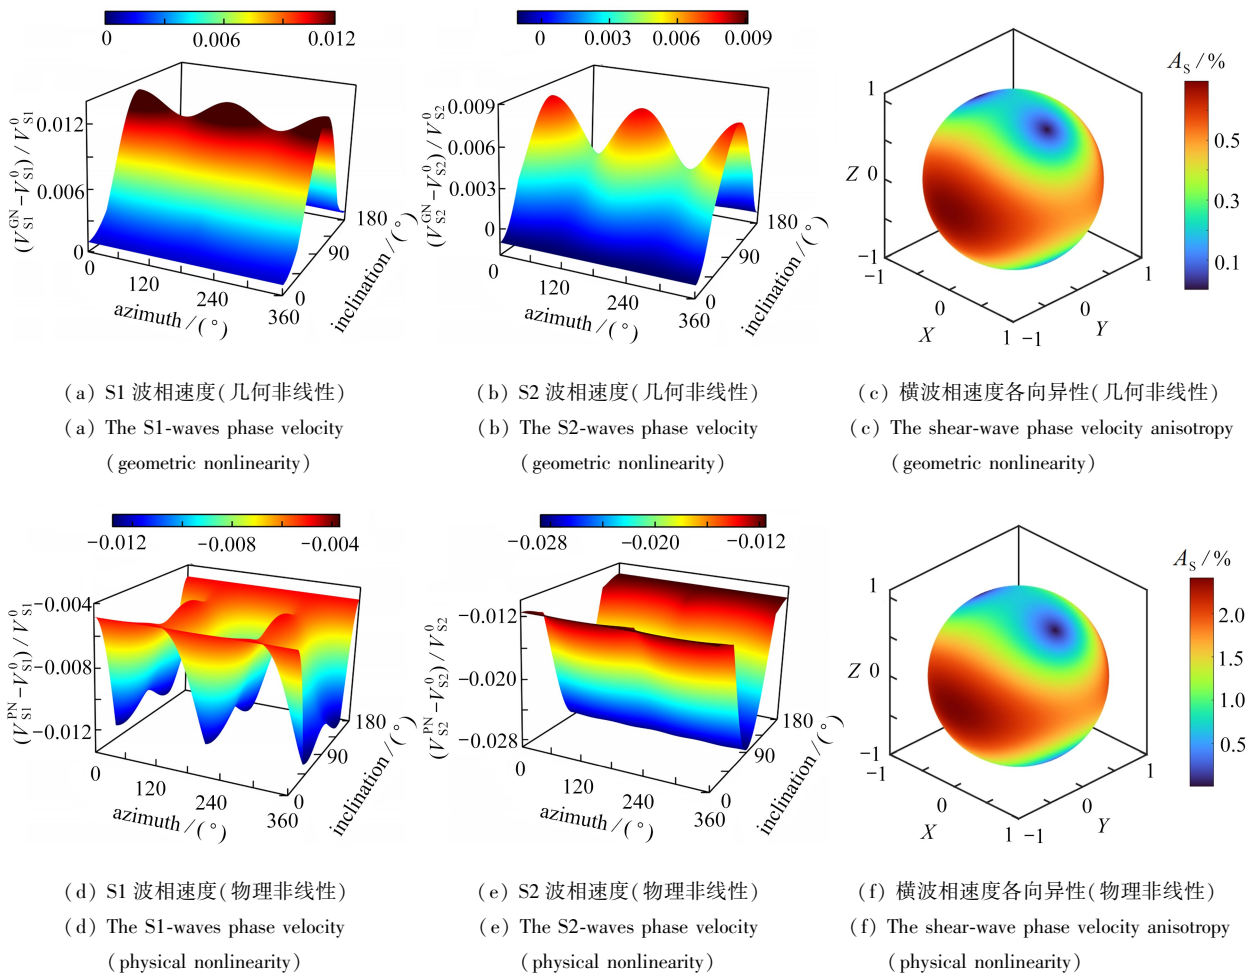 0 0.006 0.012
0 0.003 0.006 0.009
A_S / %
(V_S1^GN − V_S1^0) / V_S1^0
0.012
0.006
0
0 120 240 360
azimuth / (°)
0 90 180
inclination / (°)
(V_S2^GN − V_S2^0) / V_S2^0
0.009
0.006
0.003
0
0 120 240 360
azimuth / (°)
0 90 180
inclination / (°)
1
Z 0
−1
−1 0 1
X
−1 0 1
Y
0.5
0.3
0.1
(a) S1 波相速度(几何非线性)
(a) The S1-waves phase velocity
(geometric nonlinearity)
(b) S2 波相速度(几何非线性)
(b) The S2-waves phase velocity
(geometric nonlinearity)
(c) 横波相速度各向异性(几何非线性)
(c) The shear-wave phase velocity anisotropy
(geometric nonlinearity)
−0.012 −0.008 −0.004
−0.028 −0.020 −0.012
A_S / %
(V_S1^PN − V_S1^0) / V_S1^0
−0.004
−0.008
−0.012
0 120 240 360
azimuth / (°)
0 90 180
inclination / (°)
(V_S2^PN − V_S2^0) / V_S2^0
−0.012
−0.020
−0.028
0 120 240 360
azimuth / (°)
0 90 180
inclination / (°)
1
Z 0
−1
−1 0 1
X
−1 0 1
Y
2.0
1.5
1.0
0.5
(d) S1 波相速度(物理非线性)
(d) The S1-waves phase velocity
(physical nonlinearity)
(e) S2 波相速度(物理非线性)
(e) The S2-waves phase velocity
(physical nonlinearity)
(f) 横波相速度各向异性(物理非线性)
(f) The shear-wave phase velocity anisotropy
(physical nonlinearity)